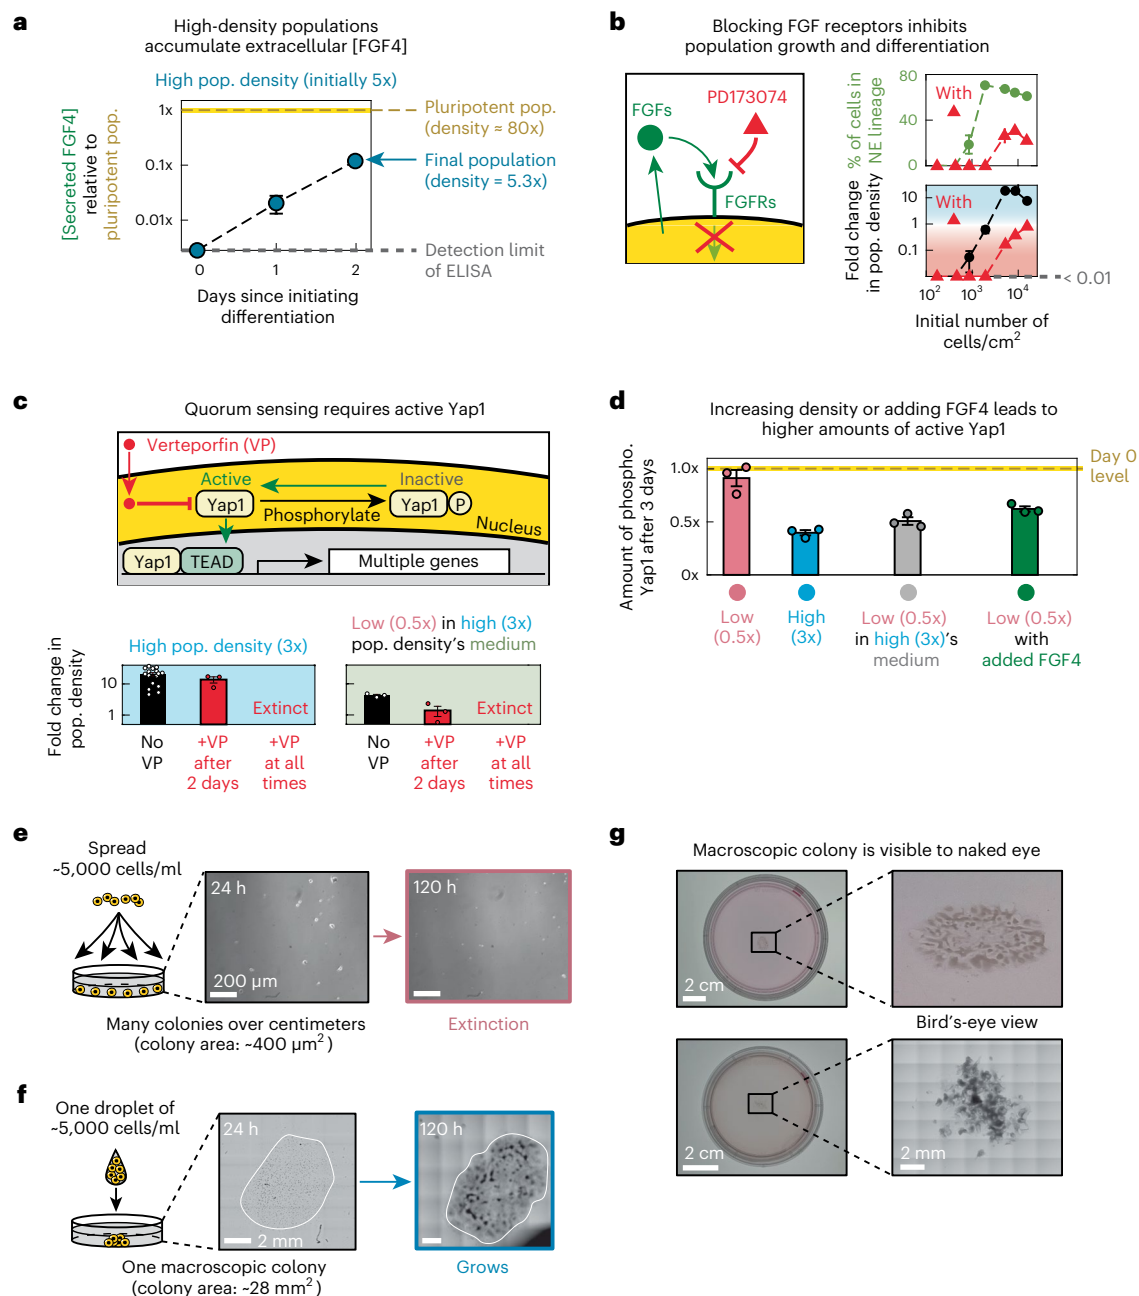 a
High-density populations
accumulate extracellular [FGF4]
High pop. density (initially 5x)
[Secreted FGF4]
relative to
pluripotent pop.
1x
0.1x
0.01x
Pluripotent pop.
(density ≈ 80x)
Final population
(density = 5.3x)
Detection limit
of ELISA
0
1
2
Days since initiating
differentiation
b
Blocking FGF receptors inhibits
population growth and differentiation
FGFs
PD173074
FGFRs
% of cells in
NE lineage
80
40
0
With
Fold change
in pop. density
10
1
0.1
With
< 0.01
10²
10³
10⁴
Initial number of
cells/cm²
c
Quorum sensing requires active Yap1
Verteporfin (VP)
Active
Inactive
Yap1
Phosphorylate
Yap1
P
Nucleus
Yap1
TEAD
Multiple genes
High pop. density (3x)
Low (0.5x) in high (3x)
pop. density's medium
Fold change in
pop. density
10
1
Extinct
Extinct
No
VP
+VP
after
2 days
+VP
at all
times
No
VP
+VP
after
2 days
+VP
at all
times
d
Increasing density or adding FGF4 leads to
higher amounts of active Yap1
Amount of phospho.
Yap1 after 3 days
1.0x
0.5x
0x
Day 0
level
Low
(0.5x)
High
(3x)
Low (0.5x)
in high (3x)'s
medium
Low (0.5x)
with
added FGF4
e
Spread
~5,000 cells/ml
24 h
200 µm
120 h
Many colonies over centimeters
(colony area: ~400 µm²)
Extinction
f
One droplet of
~5,000 cells/ml
24 h
2 mm
120 h
One macroscopic colony
(colony area: ~28 mm²)
Grows
g
Macroscopic colony is visible to naked eye
2 cm
Bird's-eye view
2 cm
2 mm